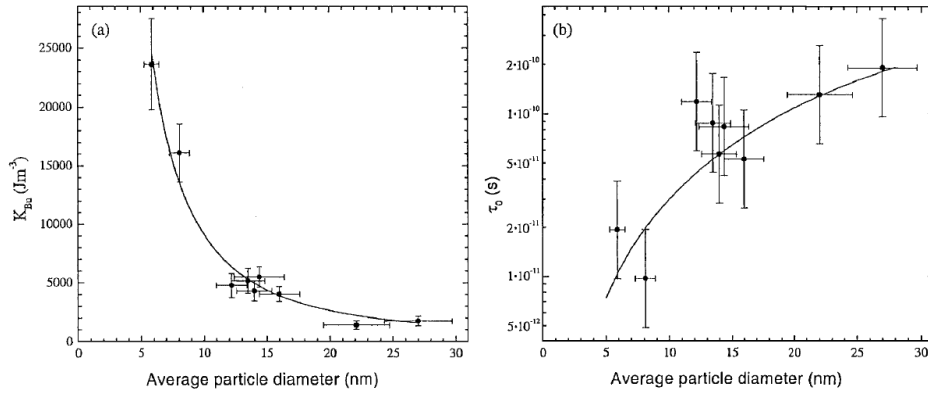 (a)
25000
20000
15000
10000
5000
0
K_Bu (Jm⁻³)
0 5 10 15 20 25 30
Average particle diameter (nm)
(b)
2*10⁻¹⁰
1*10⁻¹⁰
5*10⁻¹¹
2*10⁻¹¹
1*10⁻¹¹
5*10⁻¹²
τ₀ (s)
0 5 10 15 20 25 30
Average particle diameter (nm)